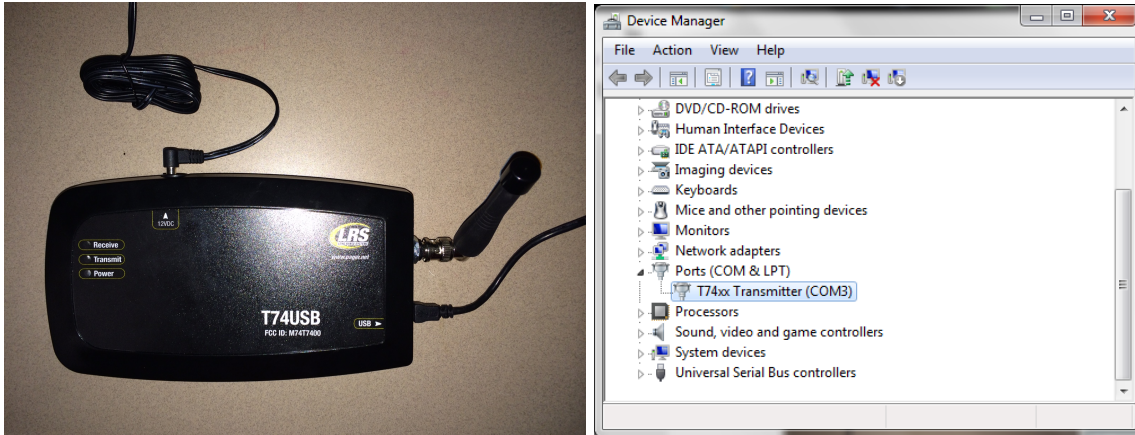 12VDC
Receive
Transmit
Power
LRS
www.pager.net
T74USB
FCC ID: M74T7400
USB
Device Manager
File Action View Help
DVD/CD-ROM drives
Human Interface Devices
IDE ATA/ATAPI controllers
Imaging devices
Keyboards
Mice and other pointing devices
Monitors
Network adapters
Ports (COM & LPT)
T74xx Transmitter (COM3)
Processors
Sound, video and game controllers
System devices
Universal Serial Bus controllers